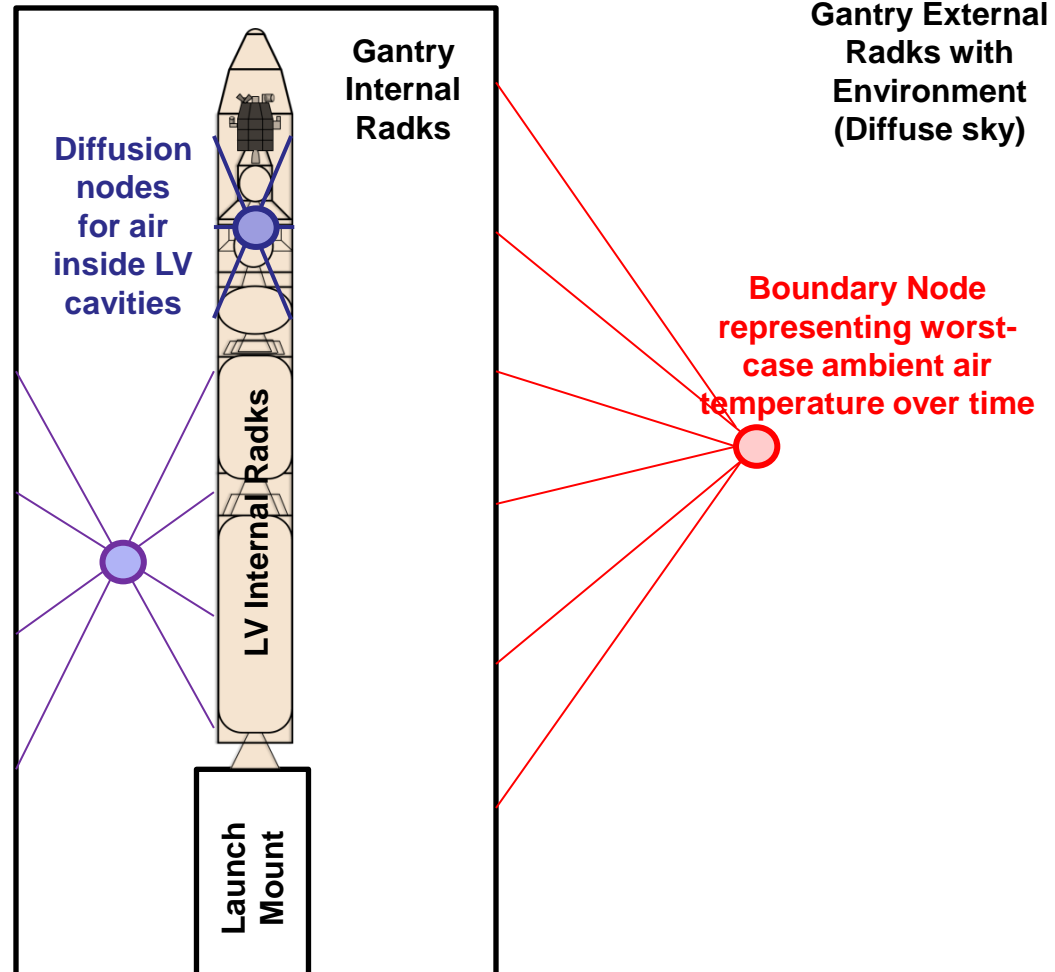 Gantry External
Radks with
Environment
(Diffuse sky)
Gantry
Internal
Radks
Diffusion
nodes
for air
inside LV
cavities
Boundary Node
representing worst-
case ambient air
temperature over time
LV Internal Radks
Launch
Mount